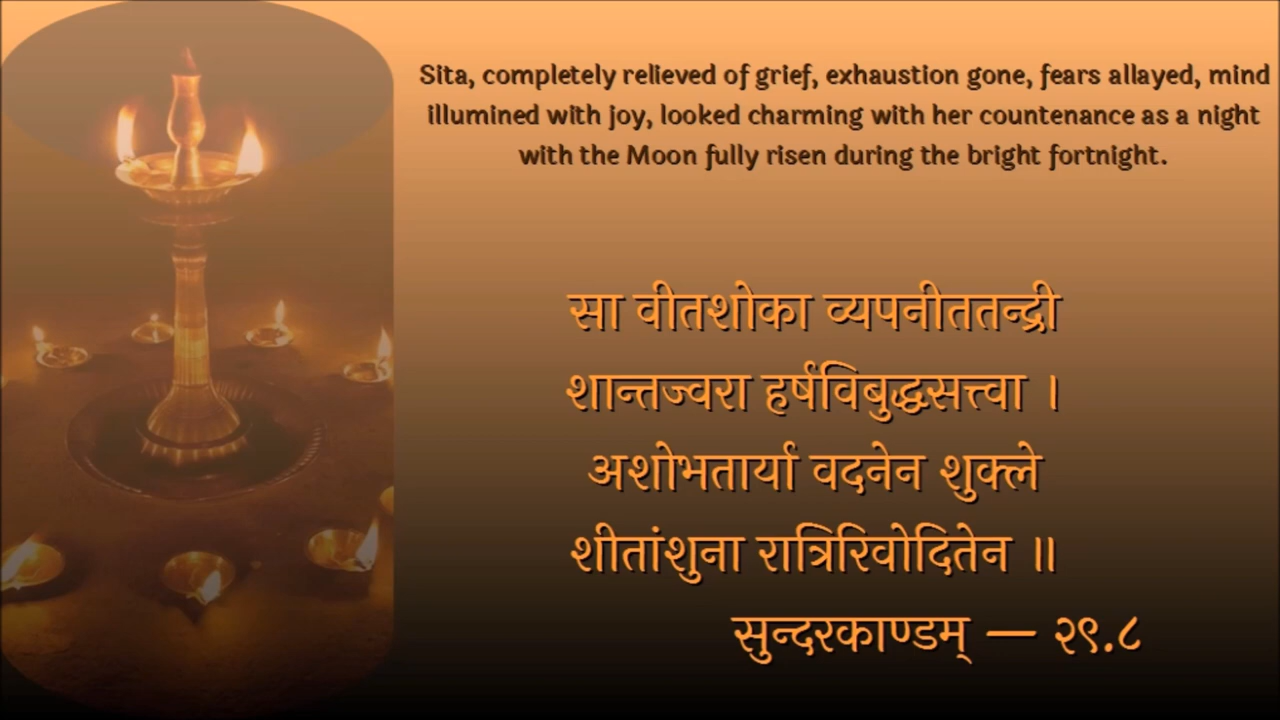 Sita, completely relieved of grief, exhaustion gone, fears allayed, mind
illumined with joy, looked charming with her countenance as a night
with the Moon fully risen during the bright fortnight.
सा वीतशोका व्यपनीततन्द्री
शान्तज्वरा हर्षविबुद्धसत्त्वा ।
अशोभतार्या वदनेन शुक्ले
शीतांशुना रात्रिरिवोदितेन ॥
सुन्दरकाण्डम् — २९.८